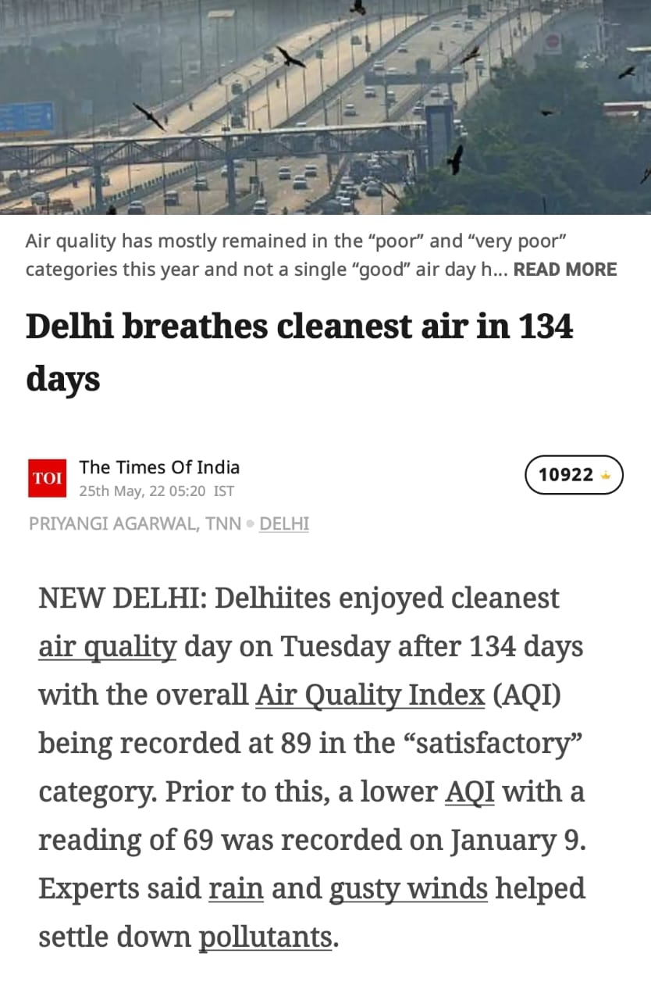 Air quality has mostly remained in the “poor” and “very poor”
categories this year and not a single “good” air day h... READ MORE
Delhi breathes cleanest air in 134
days
TOI
The Times Of India
25th May, 22 05:20 IST
10922
PRIYANGI AGARWAL, TNN • DELHI
NEW DELHI: Delhiites enjoyed cleanest
air quality day on Tuesday after 134 days
with the overall Air Quality Index (AQI)
being recorded at 89 in the “satisfactory”
category. Prior to this, a lower AQI with a
reading of 69 was recorded on January 9.
Experts said rain and gusty winds helped
settle down pollutants.